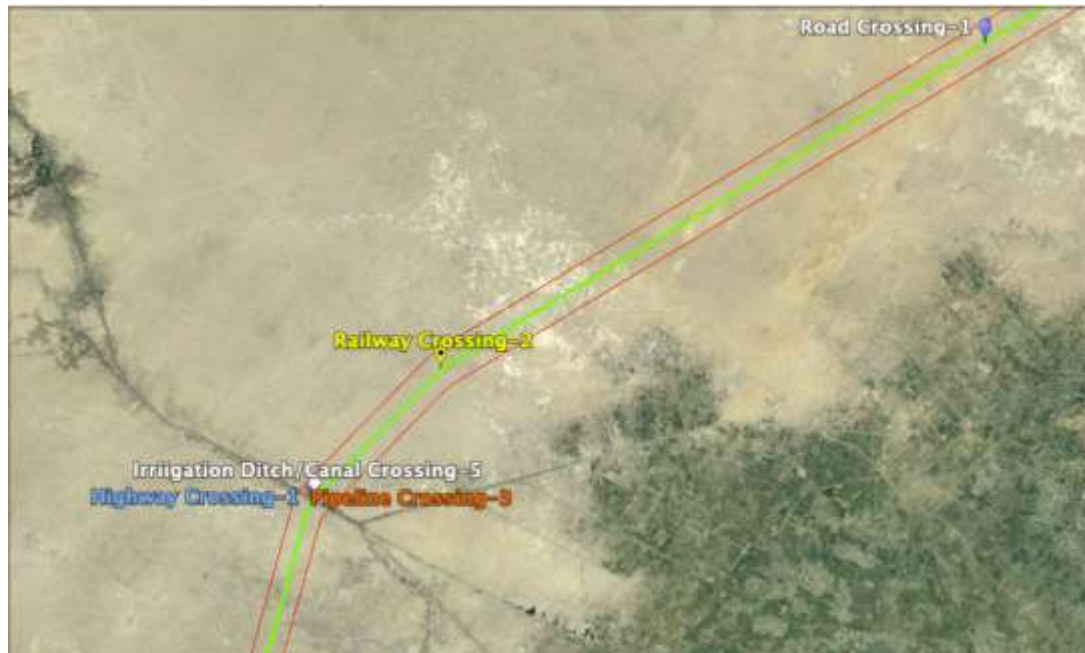 Road Crossing-1
Railway Crossing-2
Irriigation Ditch/Canal Crossing-5
Highway Crossing-1 Pipeline Crossing-3